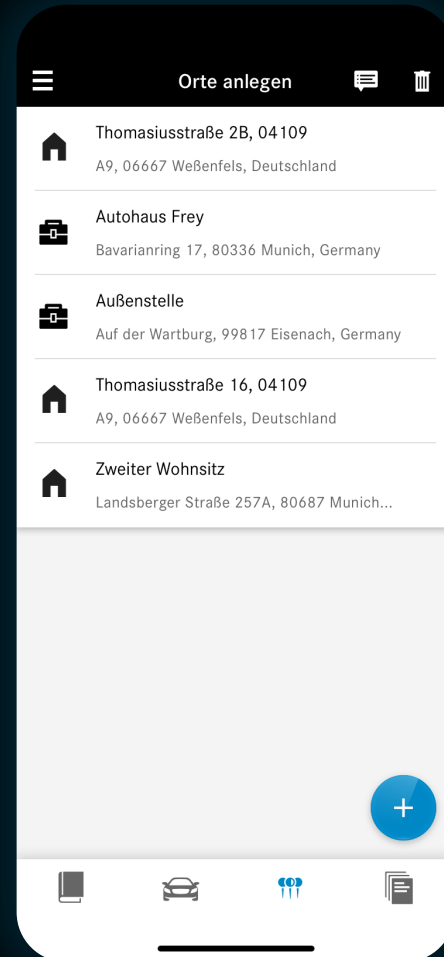 Orte anlegen
Thomasiusstraße 2B, 04109
A9, 06667 Weßenfels, Deutschland
Autohaus Frey
Bavarianring 17, 80336 Munich, Germany
Außenstelle
Auf der Wartburg, 99817 Eisenach, Germany
Thomasiusstraße 16, 04109
A9, 06667 Weßenfels, Deutschland
Zweiter Wohnsitz
Landsberger Straße 257A, 80687 Munich...